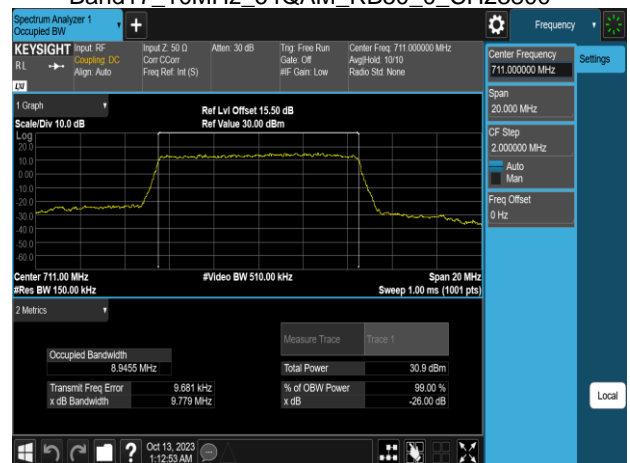 Spectrum Analyzer 1
Occupied BW
+
Frequency
KEYSIGHT
RL
Input: RF
Coupling: DC
Align: Auto
Input Z: 50 Ω
Corr CCorr
Freq Ref: Int (S)
Atten: 30 dB
Trig: Free Run
Gate: Off
#IF Gain: Low
Center Freq: 711.000000 MHz
Avg|Hold: 10/10
Radio Std: None
LXI
Center Frequency
711.000000 MHz
Settings
Span
20.000 MHz
CF Step
2.000000 MHz
Auto
Man
Freq Offset
0 Hz
1 Graph
Scale/Div 10.0 dB
Ref Lvl Offset 15.50 dB
Ref Value 30.00 dBm
Log
20.0
10.0
0.00
-10.0
-20.0
-30.0
-40.0
-50.0
-60.0
Center 711.00 MHz
#Res BW 150.00 kHz
#Video BW 510.00 kHz
Span 20 MHz
Sweep 1.00 ms (1001 pts)
2 Metrics
Measure Trace Trace 1
Occupied Bandwidth
8.9455 MHz
Total Power 30.9 dBm
Transmit Freq Error 9.681 kHz
% of OBW Power 99.00 %
x dB Bandwidth 9.779 MHz
x dB -26.00 dB
Local
?
Oct 13, 2023
1:12:53 AM